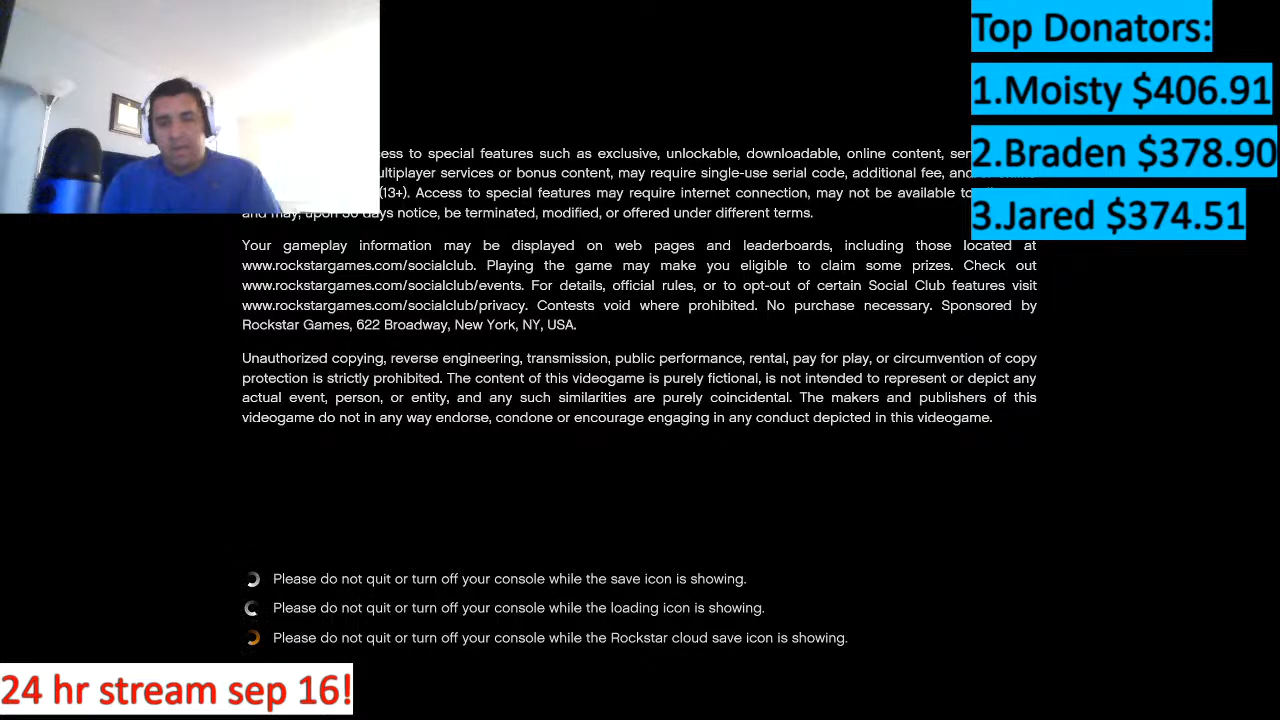 Top Donators:
1.Moisty $406.91
2.Braden $378.90
3.Jared $374.51
to special features such as exclusive, unlockable, downloadable, online content,
services or bonus content, may require single-use serial code, additional fee,
(13+). Access to special features may require internet connection, may not be available to
and may, upon 30 days notice, be terminated, modified, or offered under different terms.
Your gameplay information may be displayed on web pages and leaderboards, including those located at
www.rockstargames.com/socialclub. Playing the game may make you eligible to claim some prizes. Check out
www.rockstargames.com/socialclub/events. For details, official rules, or to opt-out of certain Social Club features visit
www.rockstargames.com/socialclub/privacy. Contests void where prohibited. No purchase necessary. Sponsored by
Rockstar Games, 622 Broadway, New York, NY, USA.
Unauthorized copying, reverse engineering, transmission, public performance, rental, pay for play, or circumvention of copy
protection is strictly prohibited. The content of this videogame is purely fictional, is not intended to represent or depict any
actual event, person, or entity, and any such similarities are purely coincidental. The makers and publishers of this
videogame do not in any way endorse, condone or encourage engaging in any conduct depicted in this videogame.
Please do not quit or turn off your console while the save icon is showing.
Please do not quit or turn off your console while the loading icon is showing.
Please do not quit or turn off your console while the Rockstar cloud save icon is showing.
24 hr stream sep 16!